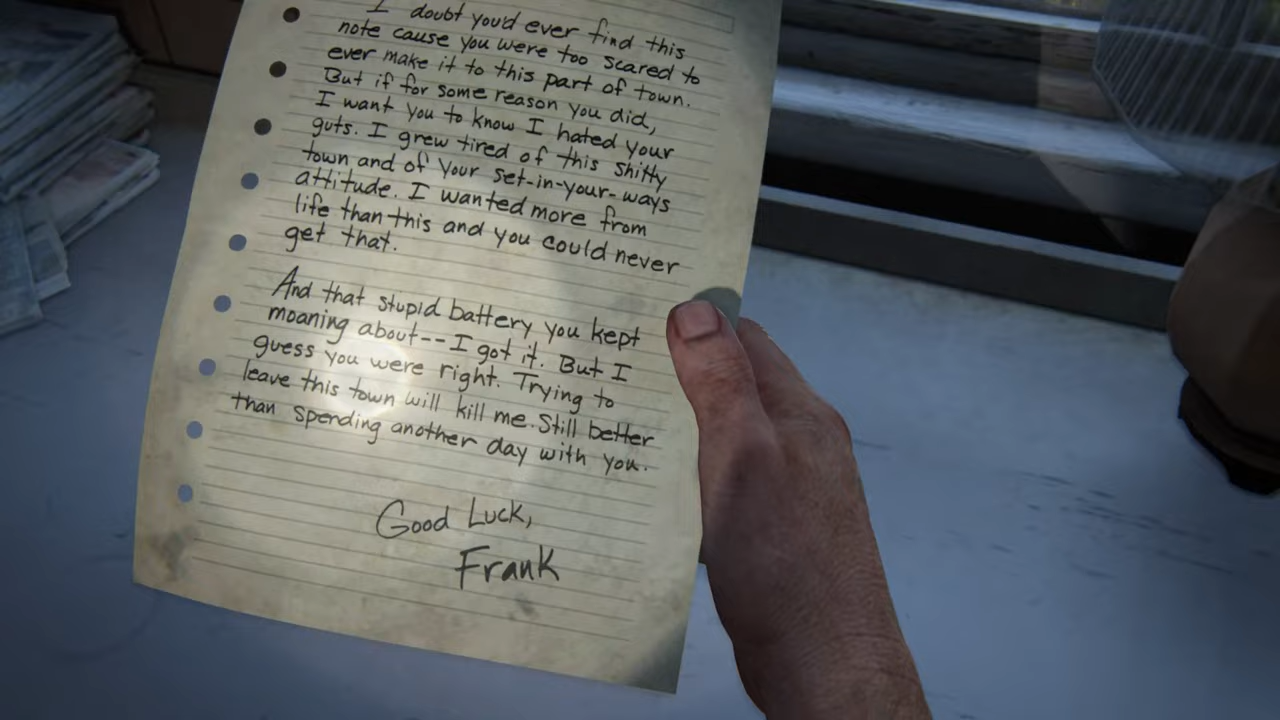 I doubt you'd ever find this
note cause you were too scared to
ever make it to this part of town.
But if for some reason you did,
I want you to know I hated your
guts. I grew tired of this shitty
town and of your set-in-your-ways
attitude. I wanted more from
life than this and you could never
get that.
And that stupid battery you kept
moaning about--I got it. But I
guess you were right. Trying to
leave this town will kill me. Still better
than spending another day with you.
Good Luck,
Frank